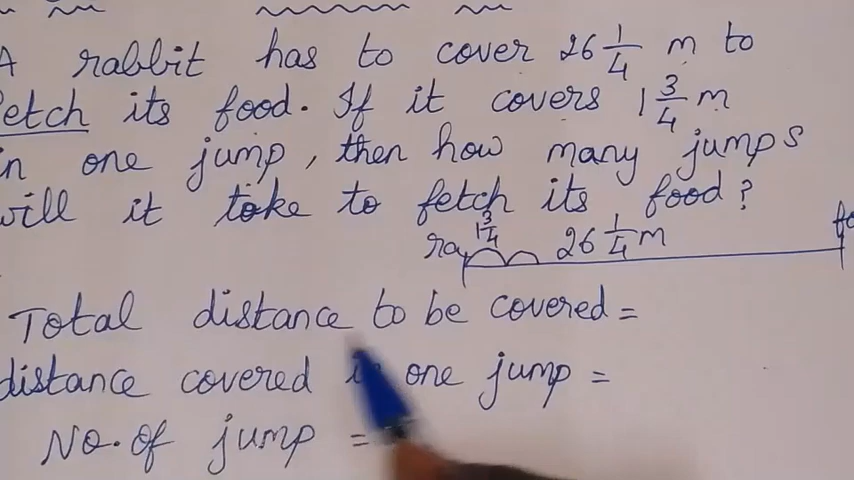 A rabbit has to cover 26 1/4 m to
fetch its food. If it covers 1 3/4 m
in one jump, then how many jumps
will it take to fetch its food?
1 3/4
26 1/4 m
Total distance to be covered =
distance covered in one jump =
No. of jump =